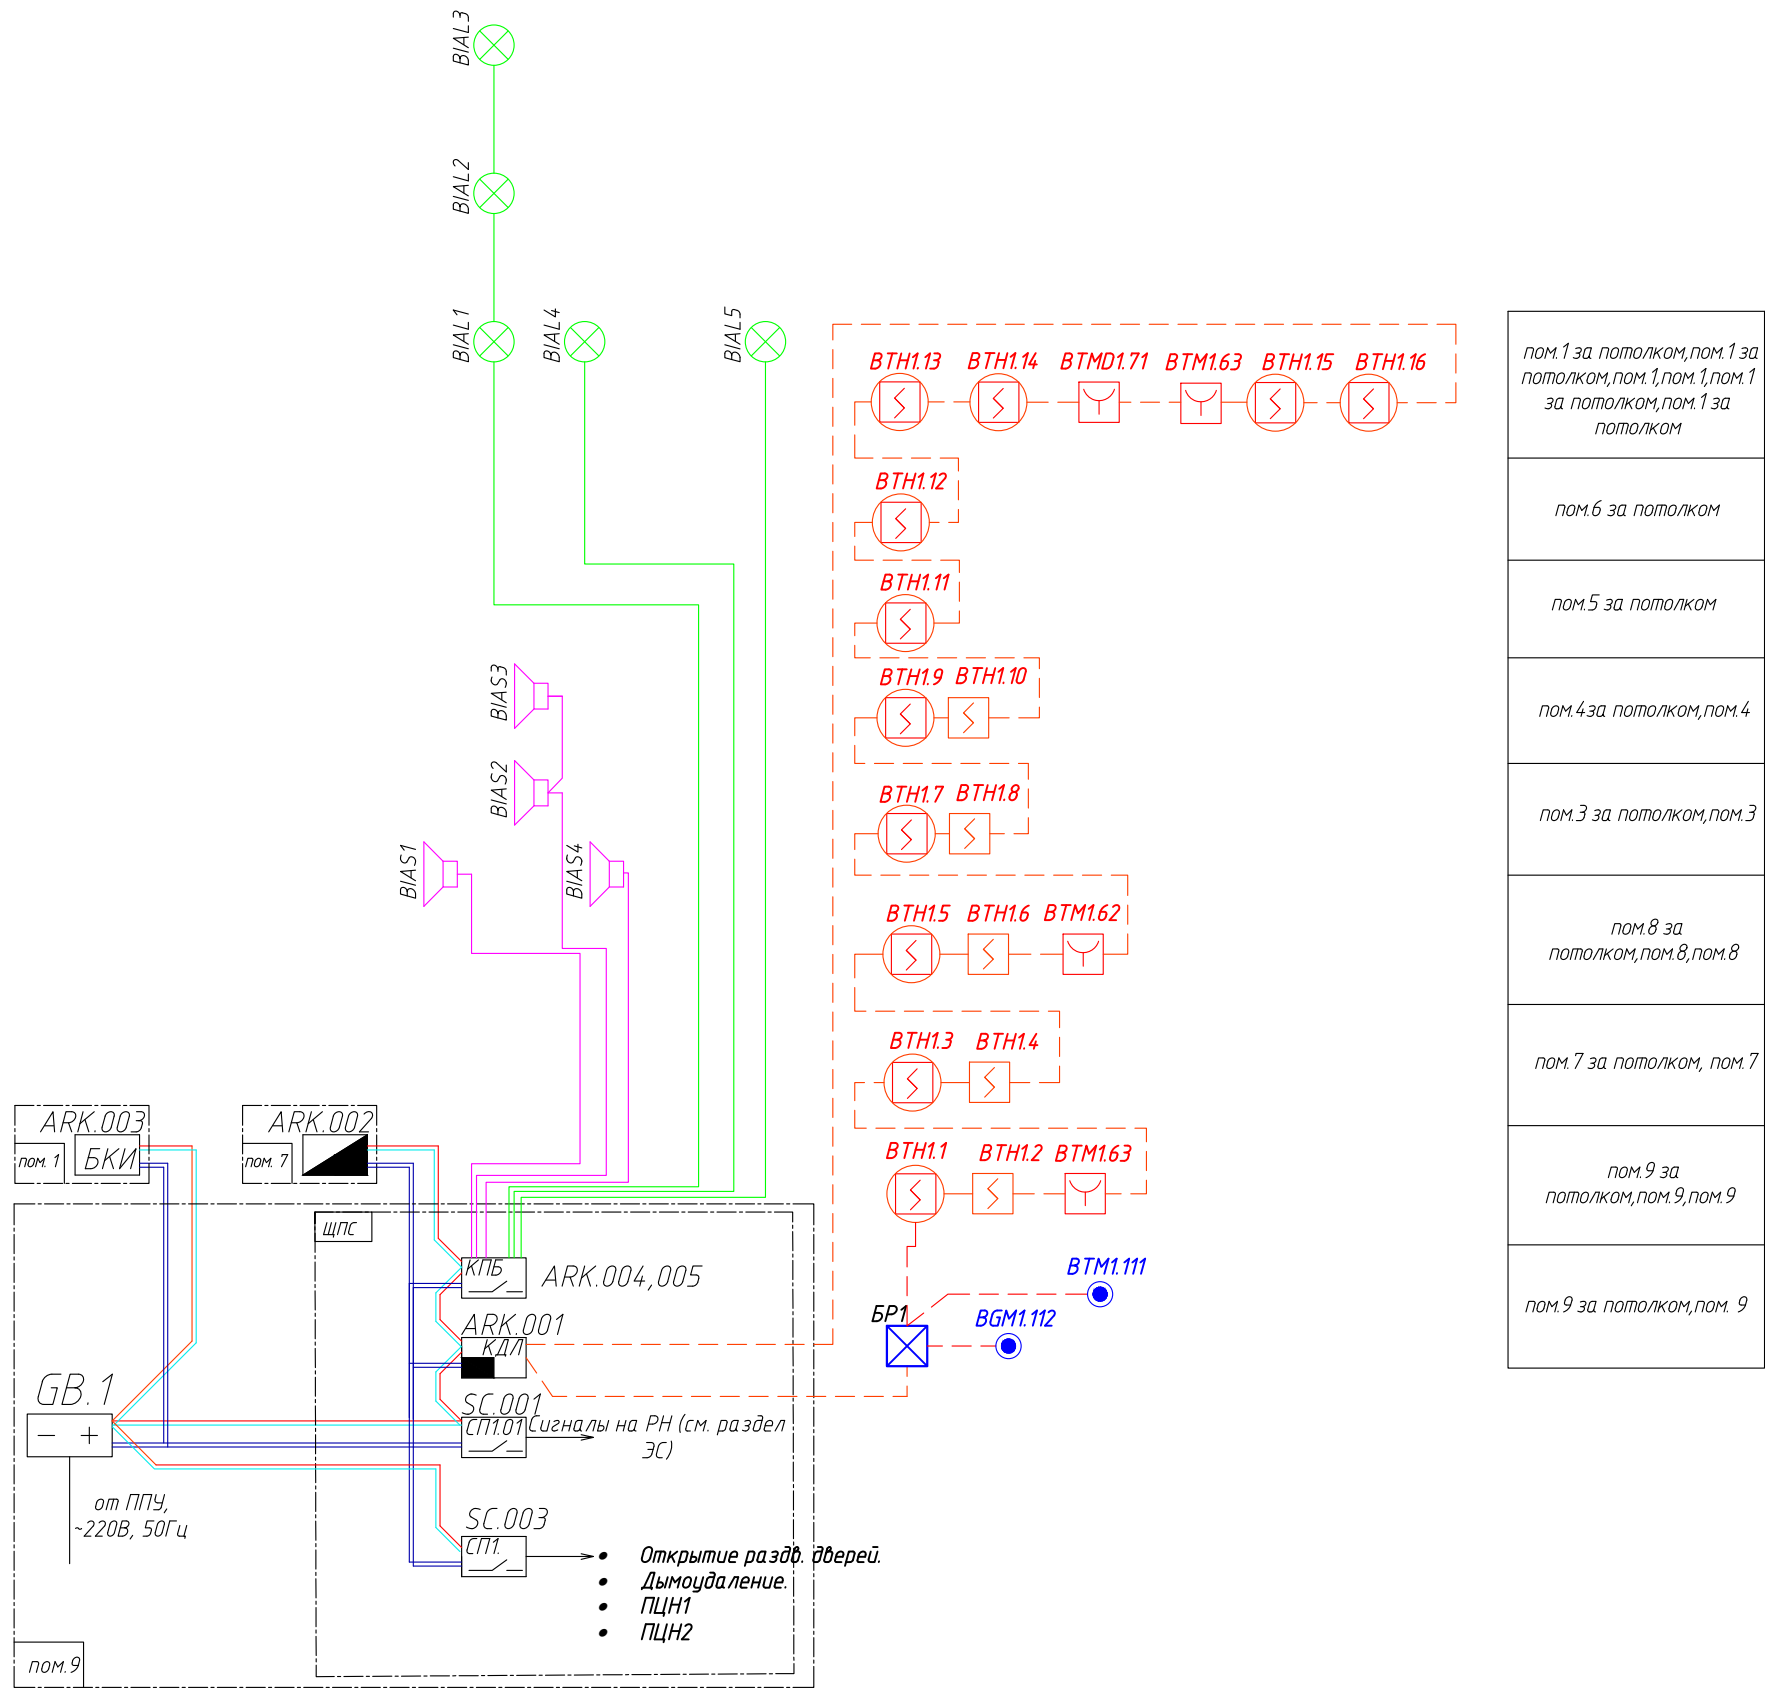 BIAL3
BIAL2
BIAL1
BIAL4
BIAL5
BTH1.13
BTH1.14
BTMD1.71
BTM1.63
BTH1.15
BTH1.16
пом.1 за потолком,пом.1 за
потолком,пом.1,пом.1,пом.1
за потолком,пом.1 за
потолком
BTH1.12
пом.6 за потолком
BTH1.11
пом.5 за потолком
BIAS3
BTH1.9
BTH1.10
пом.4за потолком,пом.4
BIAS2
BTH1.7
BTH1.8
пом.3 за потолком,пом.3
BIAS1
BIAS4
BTH1.5
BTH1.6
BTM1.62
пом.8 за
потолком,пом.8,пом.8
BTH1.3
BTH1.4
пом.7 за потолком, пом.7
ARK.003
пом. 1
БКИ
ARK.002
пом. 7
BTH1.1
BTH1.2
BTM1.63
пом.9 за
потолком,пом.9,пом.9
ЩПС
КПБ
ARK.004,005
BTM1.111
БР1
BGM1.112
пом.9 за потолком,пом. 9
ARK.001
КДЛ
GB.1
− +
SC.001
СП1.01
Сигналы на РН (см. раздел
ЭС)
от ППУ,
~220В, 50Гц
SC.003
СП1.
• Открытие раздв. дверей.
• Дымоудаление.
• ПЦН1
• ПЦН2
пом.9